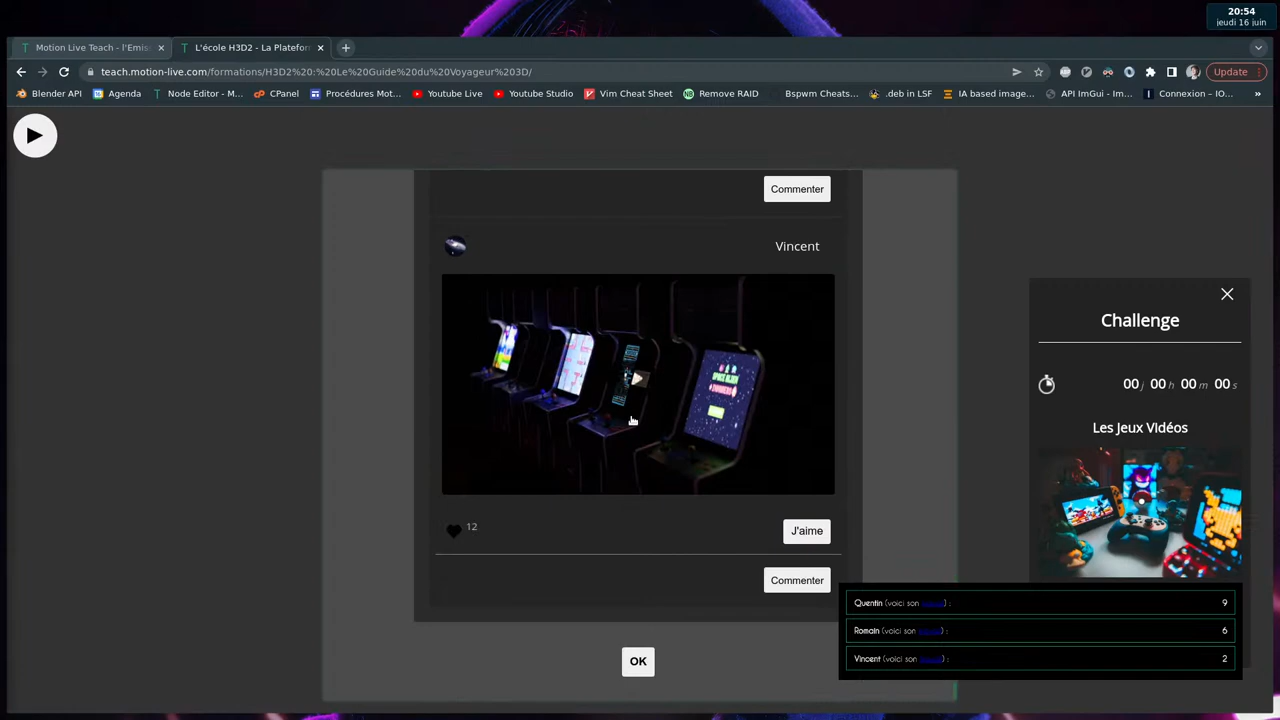 20:54
jeudi 16 juin
Motion Live Teach - l'Emis
L'école H3D2 - La Platefor
teach.motion-live.com/formations/H3D2%20:%20Le%20Guide%20du%20Voyageur%203D/
Update
Blender API
Agenda
Node Editor - M...
CPanel
Procédures Mot...
Youtube Live
Youtube Studio
Vim Cheat Sheet
Remove RAID
Bspwm Cheats...
.deb in LSF
IA based image...
API ImGui - Im...
Connexion – IO...
»
Commenter
Vincent
12
J'aime
Commenter
OK
Challenge
00 j 00 h 00 m 00 s
Les Jeux Vidéos
Quentin (voici son) : 9
Romain (voici son) : 6
Vincent (voici son) : 2